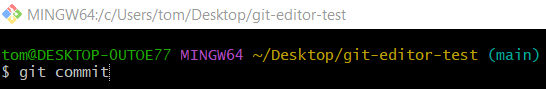 MINGW64:/c/Users/tom/Desktop/git-editor-test
tom@DESKTOP-OUTOE77 MINGW64 ~/Desktop/git-editor-test (main)
$ git commit